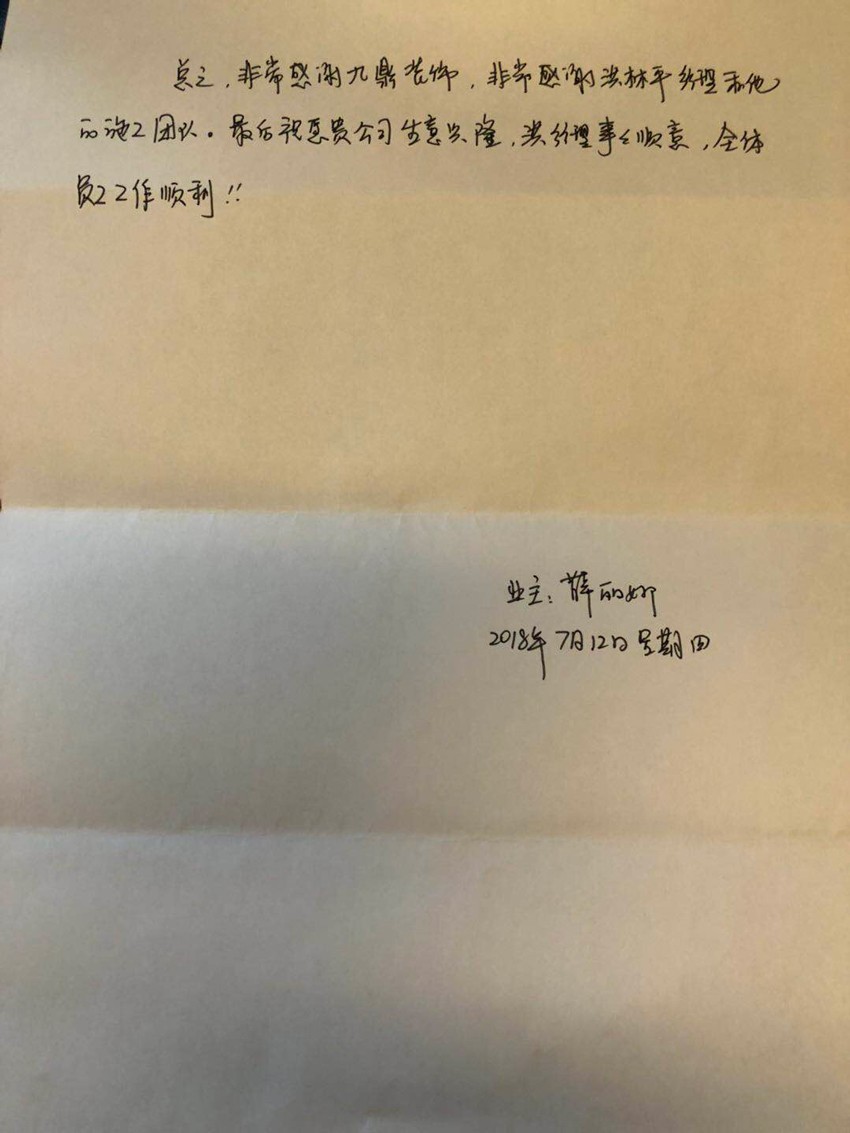 总之，非常感谢九鼎装饰，非常感谢洪林平经理和他
的施工团队。最后祝愿贵公司生意兴隆，洪经理事事顺意，全体
员工工作顺利!!
业主：薛丽娜
2018年7月12日星期四